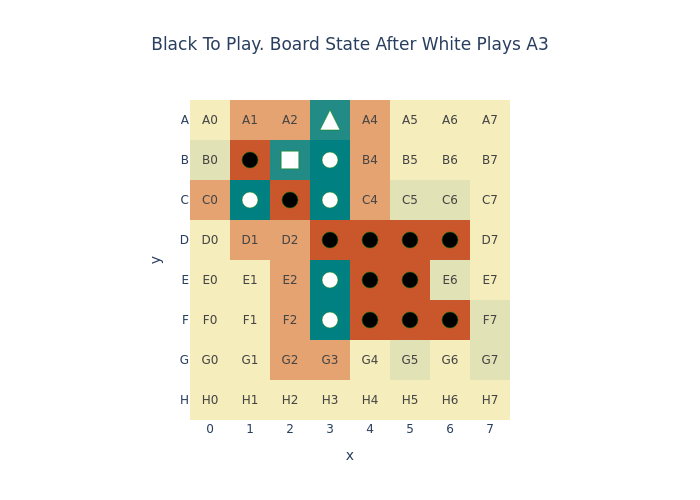 Black To Play. Board State After White Plays A3
A A0 A1 A2 A4 A5 A6 A7
B B0 B4 B5 B6 B7
C C0 C4 C5 C6 C7
D D0 D1 D2 D7
y
E E0 E1 E2 E6 E7
F F0 F1 F2 F7
G G0 G1 G2 G3 G4 G5 G6 G7
H H0 H1 H2 H3 H4 H5 H6 H7
0 1 2 3 4 5 6 7
x